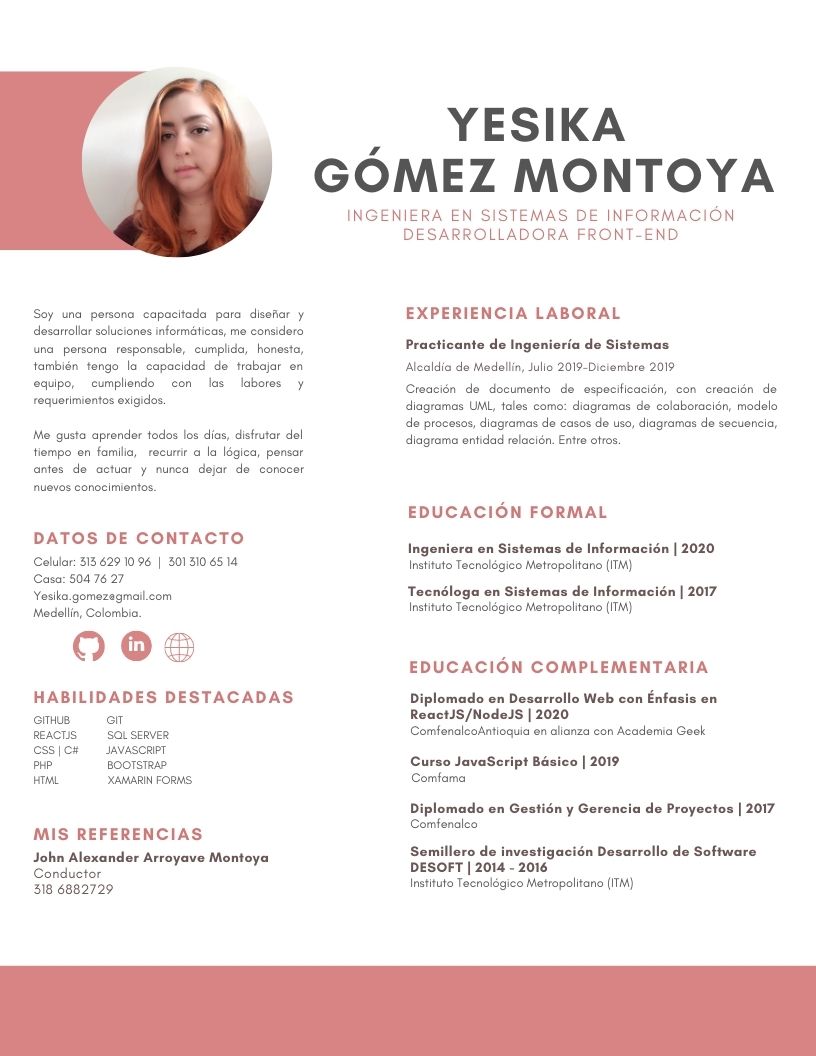 YESIKA
GÓMEZ MONTOYA
INGENIERA EN SISTEMAS DE INFORMACIÓN
DESARROLLADORA FRONT-END
Soy una persona capacitada para diseñar y
desarrollar soluciones informáticas, me considero
una persona responsable, cumplida, honesta,
también tengo la capacidad de trabajar en
equipo, cumpliendo con las labores y
requerimientos exigidos.
Me gusta aprender todos los días, disfrutar del
tiempo en familia, recurrir a la lógica, pensar
antes de actuar y nunca dejar de conocer
nuevos conocimientos.
DATOS DE CONTACTO
Celular: 313 629 10 96 | 301 310 65 14
Casa: 504 76 27
Yesika.gomez@gmail.com
Medellín, Colombia.
in
HABILIDADES DESTACADAS
GITHUB GIT
REACTJS SQL SERVER
CSS | C# JAVASCRIPT
PHP BOOTSTRAP
HTML XAMARIN FORMS
MIS REFERENCIAS
John Alexander Arroyave Montoya
Conductor
318 6882729
EXPERIENCIA LABORAL
Practicante de Ingeniería de Sistemas
Alcaldía de Medellín, Julio 2019-Diciembre 2019
Creación de documento de especificación, con creación de
diagramas UML, tales como: diagramas de colaboración, modelo
de procesos, diagramas de casos de uso, diagramas de secuencia,
diagrama entidad relación. Entre otros.
EDUCACIÓN FORMAL
Ingeniera en Sistemas de Información | 2020
Instituto Tecnológico Metropolitano (ITM)
Tecnóloga en Sistemas de Información | 2017
Instituto Tecnológico Metropolitano (ITM)
EDUCACIÓN COMPLEMENTARIA
Diplomado en Desarrollo Web con Énfasis en
ReactJS/NodeJS | 2020
ComfenalcoAntioquia en alianza con Academia Geek
Curso JavaScript Básico | 2019
Comfama
Diplomado en Gestión y Gerencia de Proyectos | 2017
Comfenalco
Semillero de investigación Desarrollo de Software
DESOFT | 2014 - 2016
Instituto Tecnológico Metropolitano (ITM)